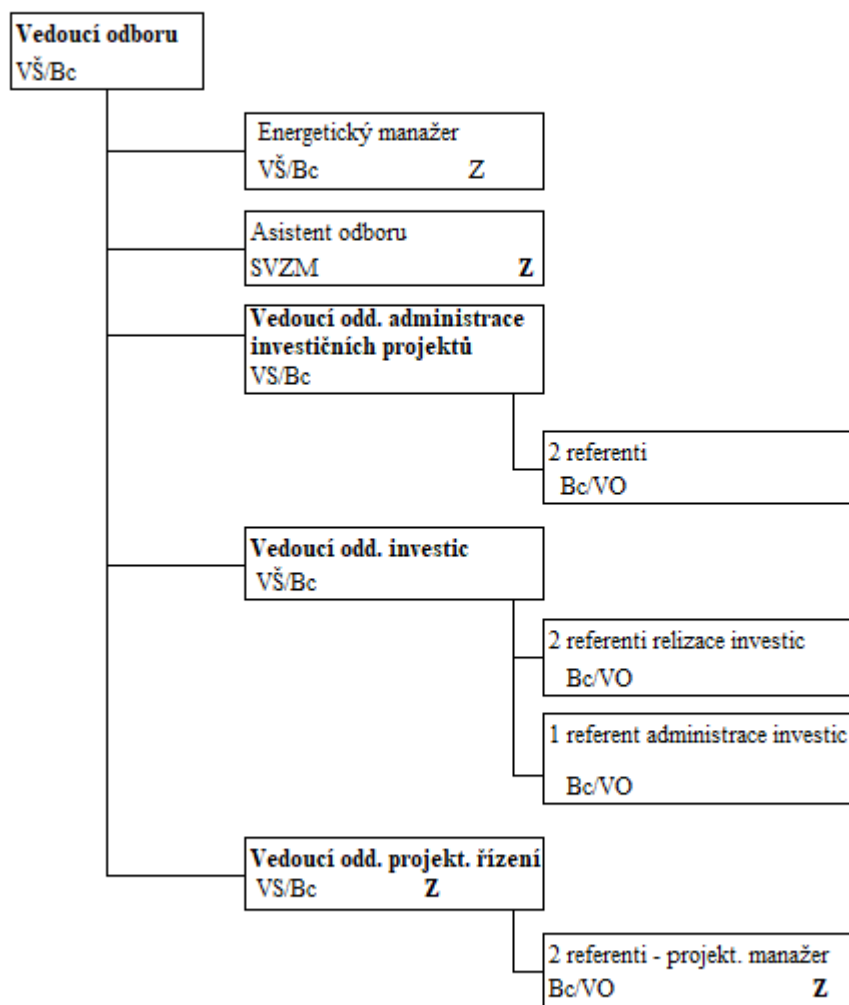 Vedoucí odboru
VŠ/Bc
Energetický manažer
VŠ/Bc Z
Asistent odboru
SVZM Z
Vedoucí odd. administrace
investičních projektů
VS/Bc
2 referenti
Bc/VO
Vedoucí odd. investic
VŠ/Bc
2 referenti relizace investic
Bc/VO
1 referent administrace investic
Bc/VO
Vedoucí odd. projekt. řízení
VS/Bc Z
2 referenti - projekt. manažer
Bc/VO Z